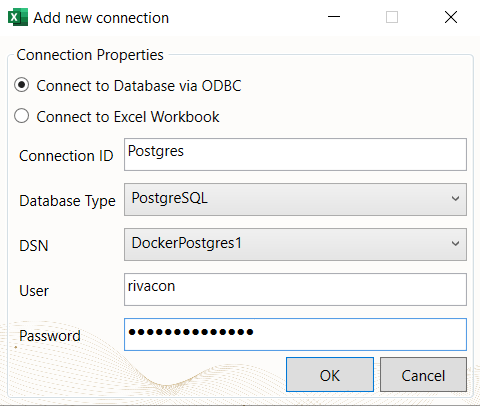 Add new connection
Connection Properties
Connect to Database via ODBC
Connect to Excel Workbook
Connection ID Postgres
Database Type PostgreSQL
DSN DockerPostgres1
User rivacon
Password ••••••••••••••
OK Cancel